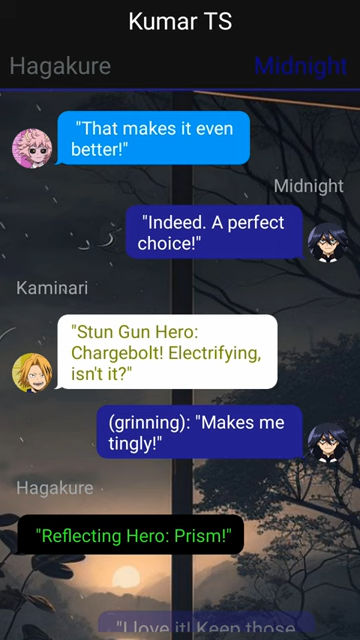 Kumar TS
Hagakure
Midnight
"That makes it even
better!"
Midnight
"Indeed. A perfect
choice!"
Kaminari
"Stun Gun Hero:
Chargebolt! Electrifying,
isn't it?"
(grinning): "Makes me
tingly!"
Hagakure
"Reflecting Hero: Prism!"
"I love it! Keep those